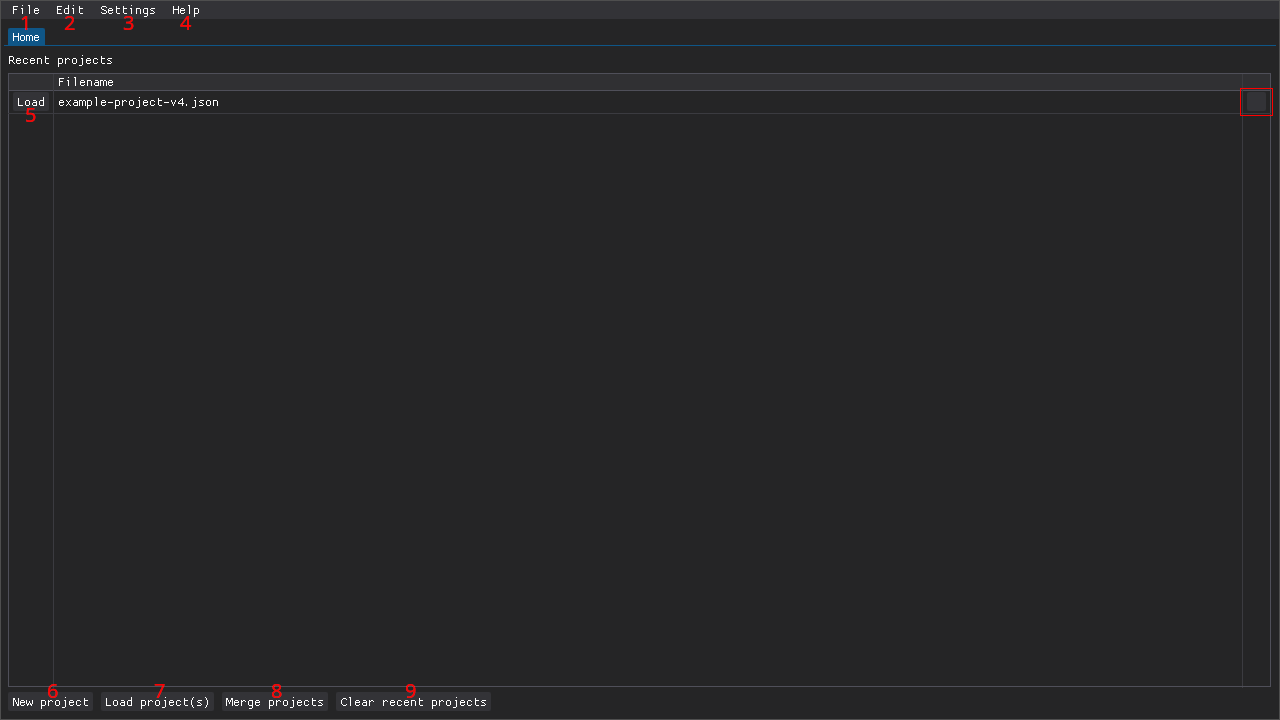 File Edit Settings Help
1 2 3 4
Home
Recent projects
Filename
Load example-project-v4.json
5
6 7 8 9
New project Load project(s) Merge projects Clear recent projects